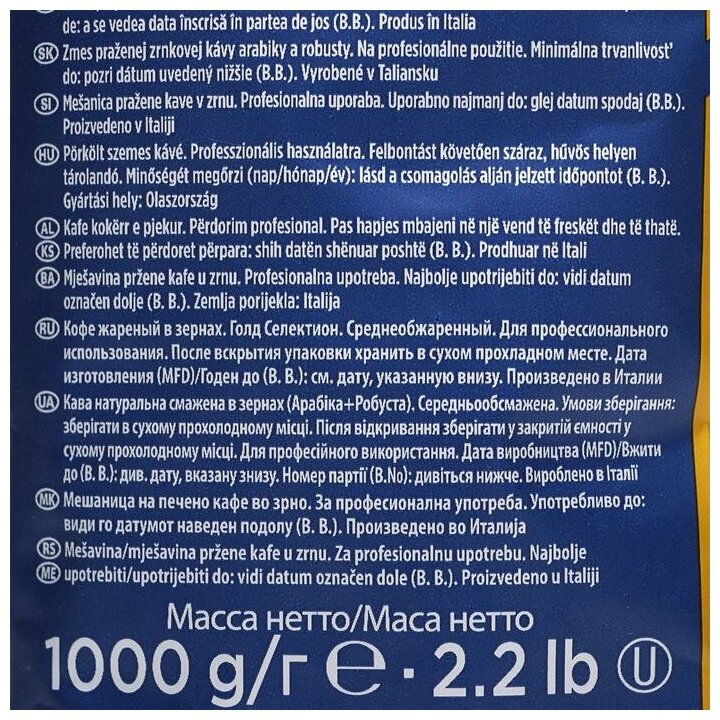 de: a se vedea data înscrisă în partea de jos (B.B.). Produs în Italia
SK Zmes praženej zrnkovej kávy arabiky a robusty. Na profesionálne použitie. Minimálna trvanlivosť
do: pozri dátum uvedený nižšie (B.B.). Vyrobené v Taliansku
SI Mešanica pražene kave v zrnu. Profesionalna uporaba. Uporabno najmanj do: glej datum spodaj (B.B.).
Proizvedeno v Italiji
HU Pörkölt szemes kávé. Professzionális használatra. Felbontást követően száraz, hűvös helyen
tárolandó. Minőségét megőrzi (nap/hónap/év): lásd a csomagolás alján jelzett időpontot (B. B.).
Gyártási hely: Olaszország
AL Kafe kokërr e pjekur. Përdorim profesional. Pas hapjes mbajeni në një vend të freskët dhe të thatë.
KS Preferohet të përdoret përpara: shih datën shënuar poshtë (B. B.). Prodhuar në Itali
BA Mješavina pržene kafe u zrnu. Profesionalna upotreba. Najbolje upotrijebiti do: vidi datum
označen dolje (B. B.). Zemlja porijekla: Italija
RU Кофе жареный в зернах. Голд Селектион. Среднеобжаренный. Для профессионального
использования. После вскрытия упаковки хранить в сухом прохладном месте. Дата
изготовления (MFD)/Годен до (B. B.): см. дату, указанную внизу. Произведено в Италии
UA Кава натуральна смажена в зернах (Арабіка+Робуста). Середньообсмажена. Умови зберігання:
зберігати в сухому прохолодному місці. Після відкривання зберігати у закритій ємності у
сухому прохолодному місці. Для професійного використання. Дата виробництва (MFD)/Вжити
до (B. B.): див. дату, вказану знизу. Номер партії (B.No): дивіться нижче. Вироблено в Італії
MK Мешаница на печено кафе во зрно. За професионална употреба. Употребливо до:
види го датумот наведен подолу (B. B.). Произведено во Италија
RS Mešavina/mješavina pržene kafe u zrnu. Za profesionalnu upotrebu. Najbolje
ME upotrebiti/upotrijebiti do: vidi datum označen dole (B. B.). Proizvedeno u Italiji
Масса нетто/Маса нетто
1000 g/г ℮ · 2.2 lb U